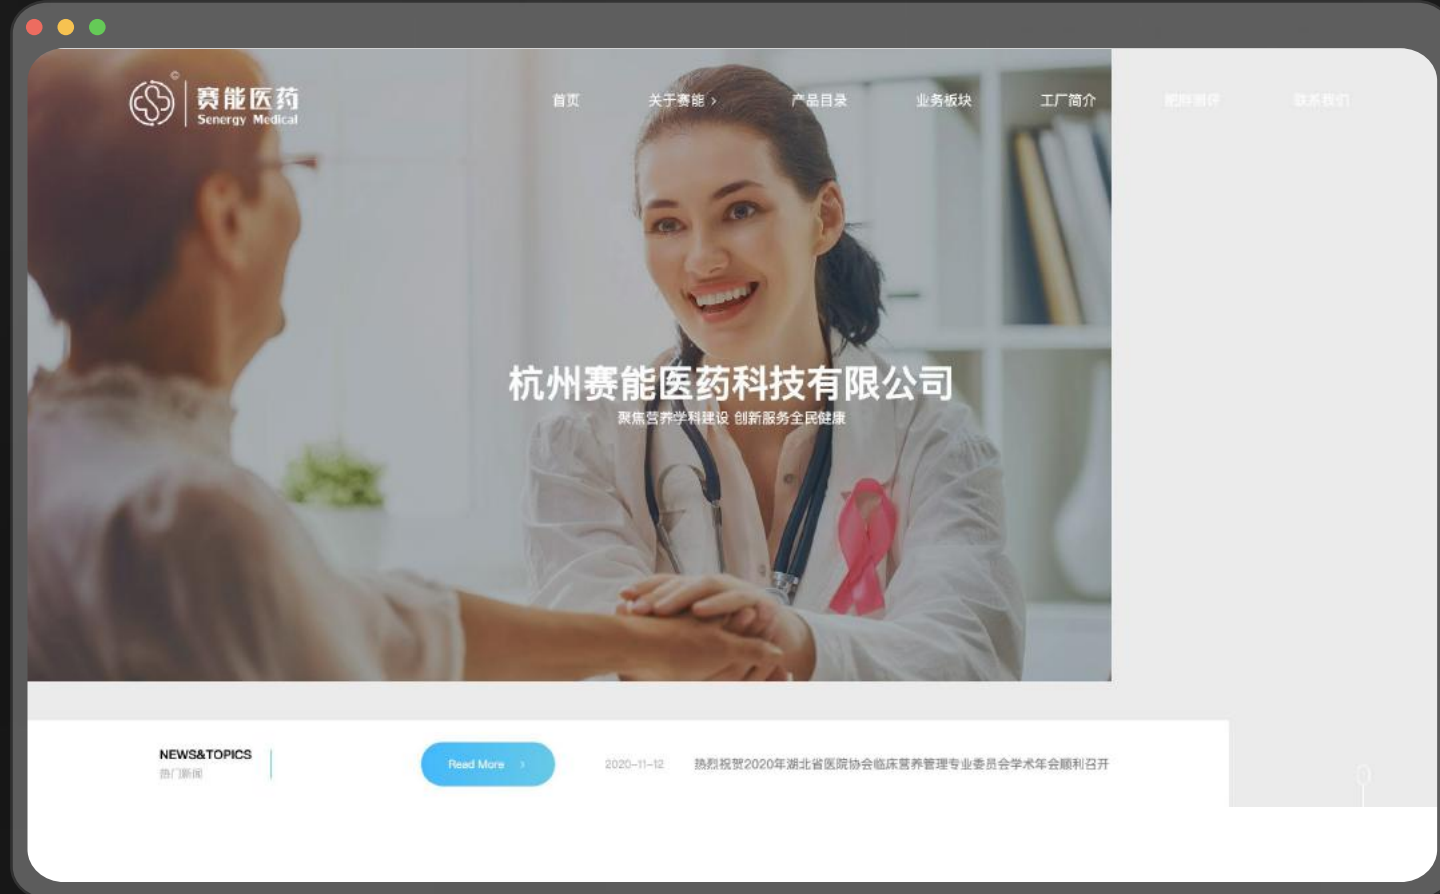 赛能医药
Senergy Medical
首页
关于赛能 ›
产品目录
业务板块
工厂简介
联系我们
杭州赛能医药科技有限公司
聚焦营养学科建设 创新服务全民健康
NEWS&TOPICS
热门新闻
Read More ›
2020-11-12
热烈祝贺2020年湖北省医院协会临床营养管理专业委员会学术年会顺利召开